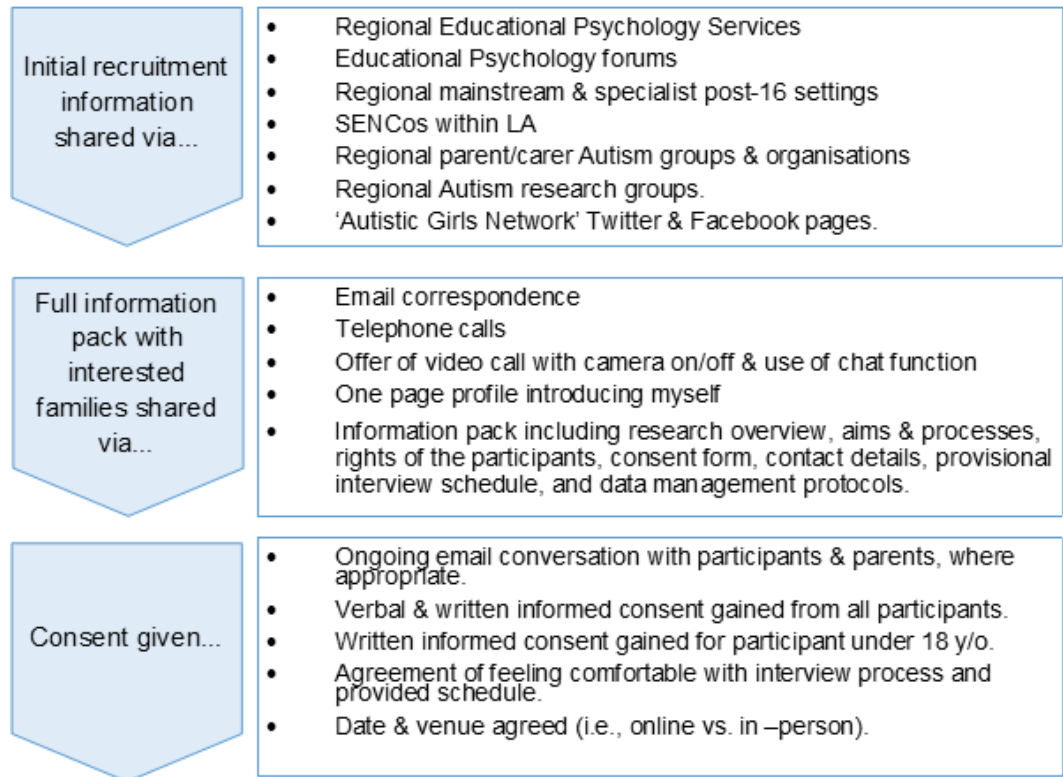 Initial recruitment
information
shared via...
• Regional Educational Psychology Services
• Educational Psychology forums
• Regional mainstream & specialist post-16 settings
• SENCos within LA
• Regional parent/carer Autism groups & organisations
• Regional Autism research groups.
• ‘Autistic Girls Network’ Twitter & Facebook pages.
Full information
pack with
interested
families shared
via...
• Email correspondence
• Telephone calls
• Offer of video call with camera on/off & use of chat function
• One page profile introducing myself
• Information pack including research overview, aims & processes,
rights of the participants, consent form, contact details, provisional
interview schedule, and data management protocols.
Consent given...
• Ongoing email conversation with participants & parents, where
appropriate.
• Verbal & written informed consent gained from all participants.
• Written informed consent gained for participant under 18 y/o.
• Agreement of feeling comfortable with interview process and
provided schedule.
• Date & venue agreed (i.e., online vs. in –person).